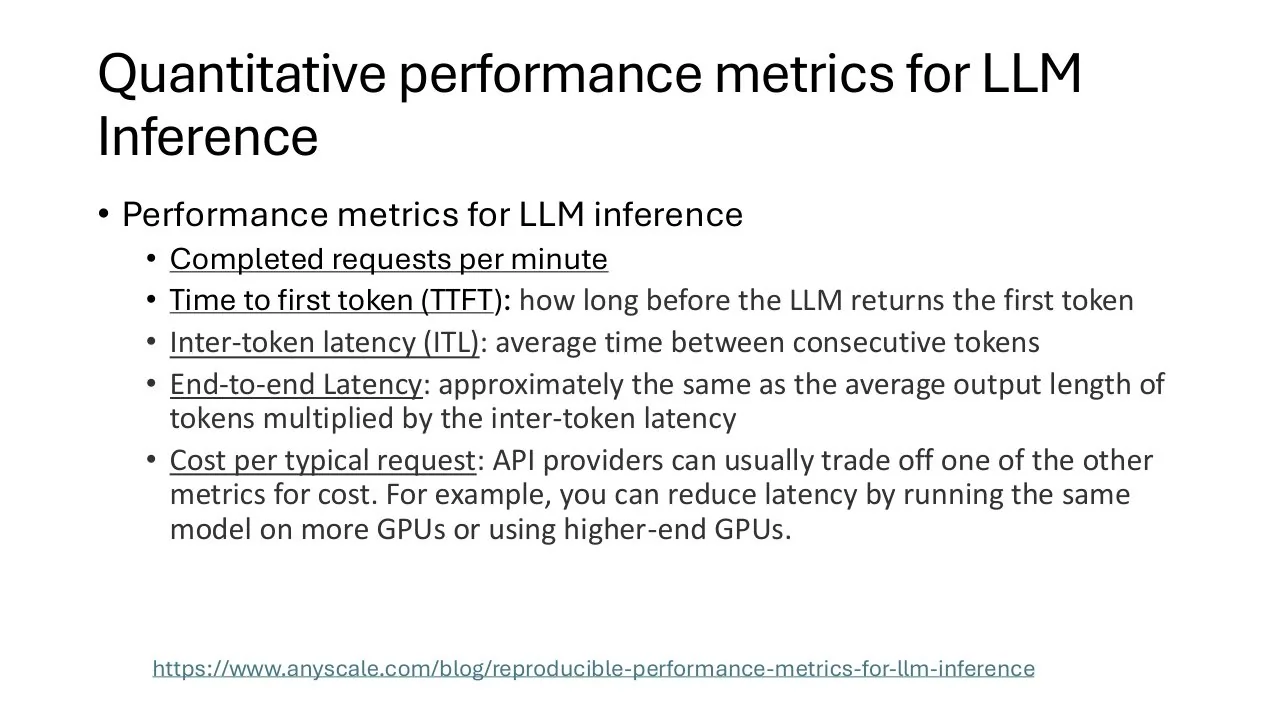 Quantitative performance metrics for LLM
Inference
• Performance metrics for LLM inference
• Completed requests per minute
• Time to first token (TTFT): how long before the LLM returns the first token
• Inter-token latency (ITL): average time between consecutive tokens
• End-to-end Latency: approximately the same as the average output length of
tokens multiplied by the inter-token latency
• Cost per typical request: API providers can usually trade off one of the other
metrics for cost. For example, you can reduce latency by running the same
model on more GPUs or using higher-end GPUs.
https://www.anyscale.com/blog/reproducible-performance-metrics-for-llm-inference